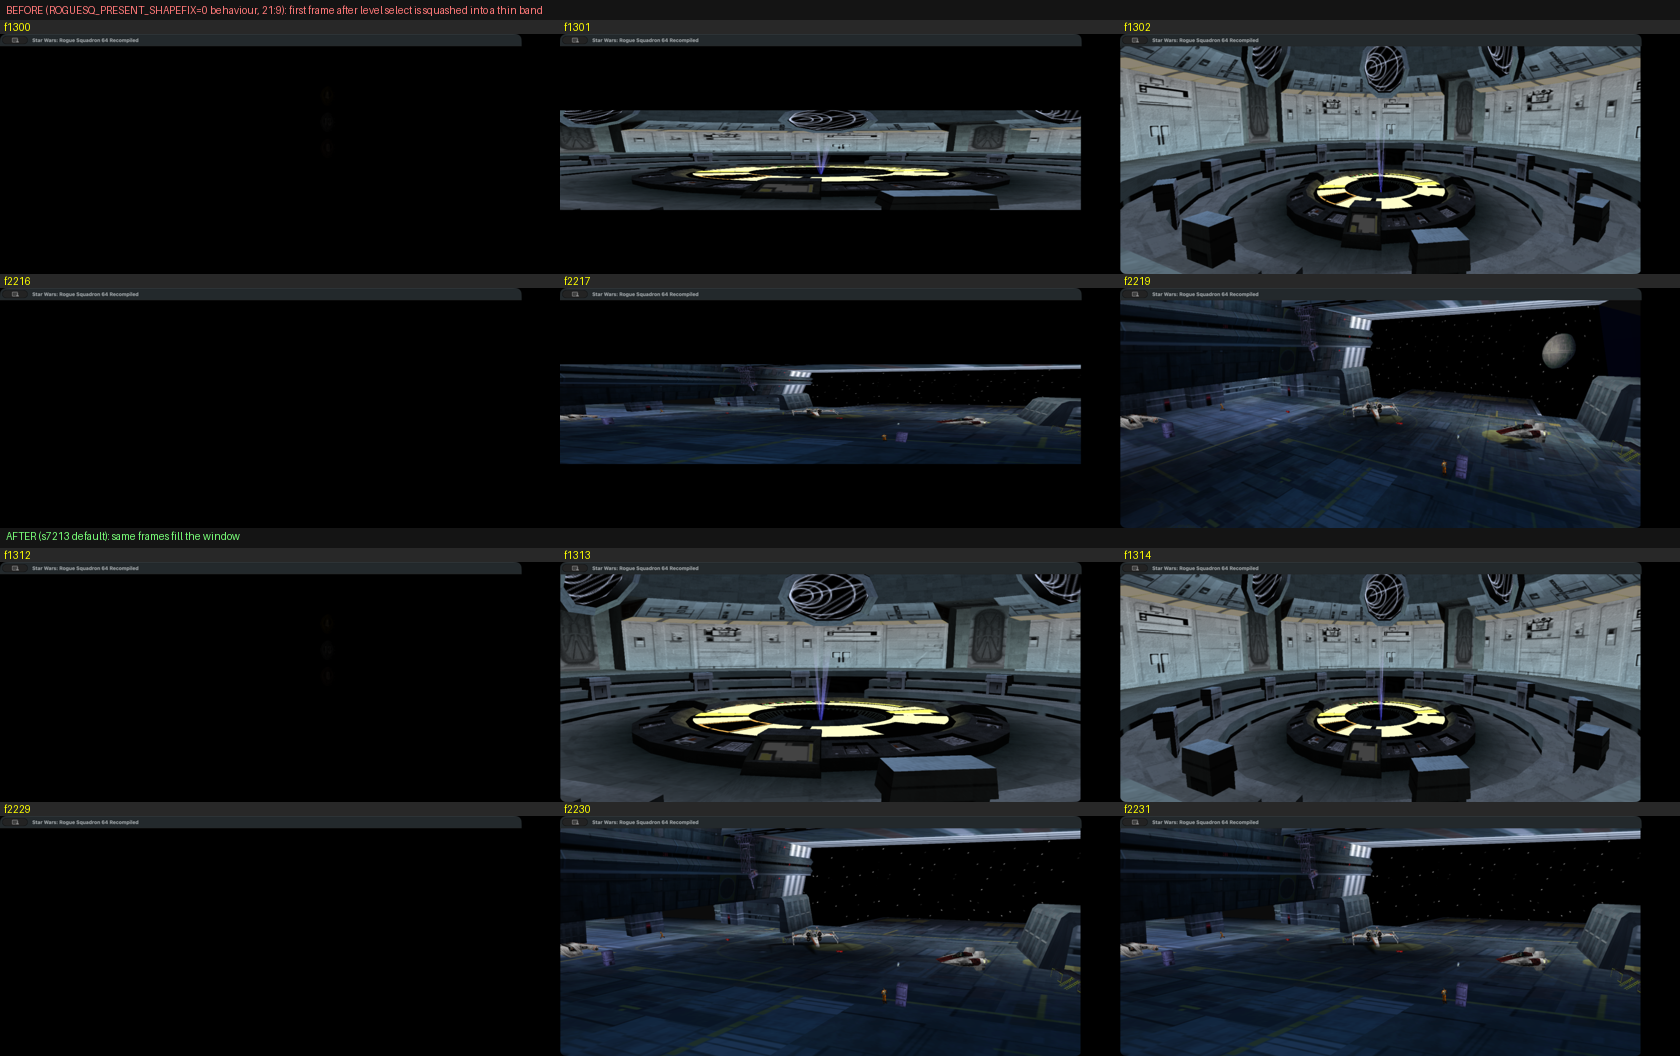 BEFORE (ROGUESQ_PRESENT_SHAPEFIX=0 behaviour, 21:9): first frame after level select is squashed into a thin band
f1300 f1301 f1302
Star Wars: Rogue Squadron 64 Recompiled Star Wars: Rogue Squadron 64 Recompiled Star Wars: Rogue Squadron 64 Recompiled
f2216 f2217 f2219
Star Wars: Rogue Squadron 64 Recompiled Star Wars: Rogue Squadron 64 Recompiled Star Wars: Rogue Squadron 64 Recompiled
AFTER (s7213 default): same frames fill the window
f1312 f1313 f1314
Star Wars: Rogue Squadron 64 Recompiled Star Wars: Rogue Squadron 64 Recompiled Star Wars: Rogue Squadron 64 Recompiled
f2229 f2230 f2231
Star Wars: Rogue Squadron 64 Recompiled Star Wars: Rogue Squadron 64 Recompiled Star Wars: Rogue Squadron 64 Recompiled